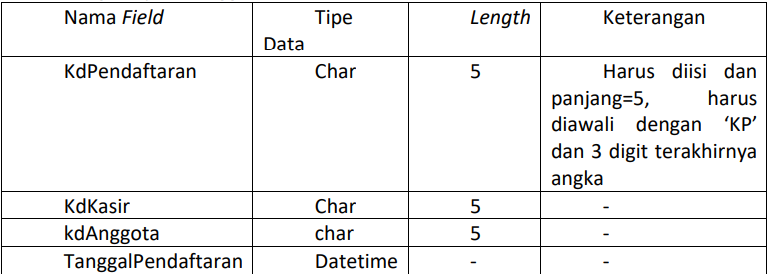 Nama Field Tipe Data Length Keterangan
KdPendaftaran Char 5 Harus diisi dan
panjang=5, harus
diawali dengan ‘KP’
dan 3 digit terakhirnya
angka
KdKasir Char 5 -
kdAnggota char 5 -
TanggalPendaftaran Datetime - -